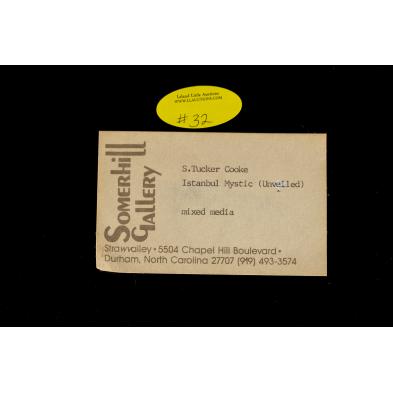 Leland Little Auctions
WWW.LLAUCTIONS.COM
#32
SOMERHILL
GALLERY
S.Tucker Cooke
Istanbul Mystic (Unveiled)
mixed media
Strawvalley • 5504 Chapel Hill Boulevard •
Durham, North Carolina 27707 (919) 493-3574